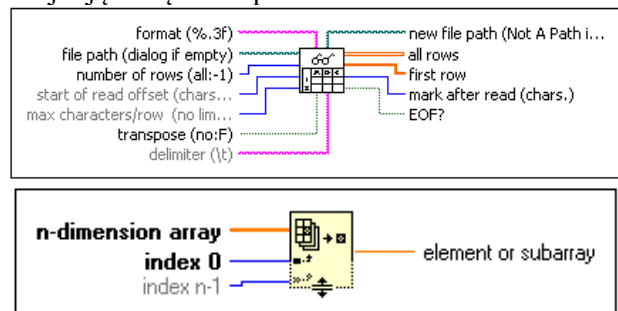 format (%.3f)
file path (dialog if empty)
number of rows (all:-1)
start of read offset (chars...
max characters/row (no lim...
transpose (no:F)
delimiter (\t)
new file path (Not A Path i...
all rows
first row
mark after read (chars.)
EOF?
n-dimension array
index 0
index n-1
element or subarray